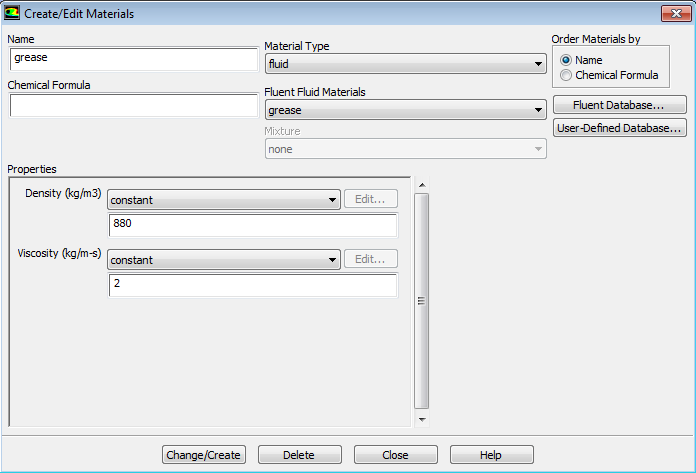 Create/Edit Materials
Name
grease
Material Type
fluid
Order Materials by
Name
Chemical Formula
Chemical Formula
Fluent Fluid Materials
grease
Fluent Database...
User-Defined Database...
Mixture
none
Properties
Density (kg/m3)
constant
Edit...
880
Viscosity (kg/m-s)
constant
Edit...
2
Change/Create
Delete
Close
Help